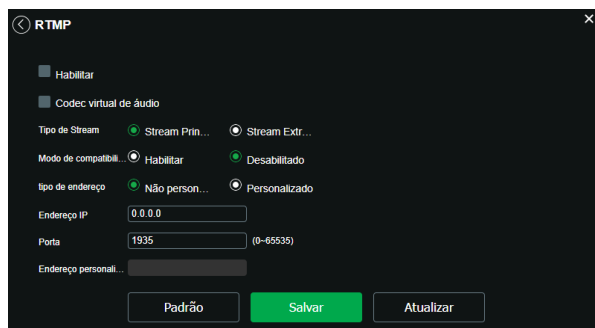 RTMP
Habilitar
Codec virtual de áudio
Tipo de Stream Stream Prin... Stream Extr...
Modo de compatibili... Habilitar Desabilitado
tipo de endereço Não person... Personalizado
Endereço IP 0.0.0.0
Porta 1935 (0~65535)
Endereço personali...
Padrão Salvar Atualizar